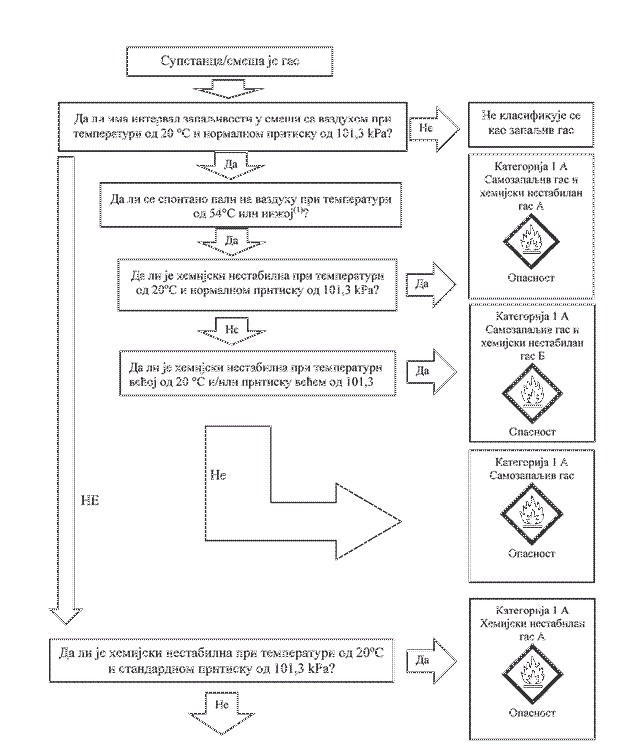 Супстанца/смеша је гас
Да ли има интервал запаљивости у смеши са ваздухом при
температури од 20 °C и нормалном притиску од 101,3 kPa?
Не
Не класификује се
као запаљив гас
Да
Да ли се спонтано пали на ваздуху при температури
од 54°C или нижој(1)?
Категорија 1 А
Самозапаљив гас и
хемијски нестабилан
гас А
Опасност
Да
Да ли је хемијски нестабилна при температури
од 20°C и нормалном притиску од 101,3 kPa?
Да
Не
Категорија 1 А
Самозапаљив гас и
хемијски нестабилан
гас Б
Опасност
Да ли је хемијски нестабилна при температури
већој од 20 °C и/или притиску већем од 101,3
Да
Не
Категорија 1 А
Самозапаљив гас
Опасност
НЕ
Категорија 1 А
Хемијски нестабилан
гас А
Опасност
Да ли је хемијски нестабилна при температури од 20°C
и стандардном притиску од 101,3 kPa?
Да
Не